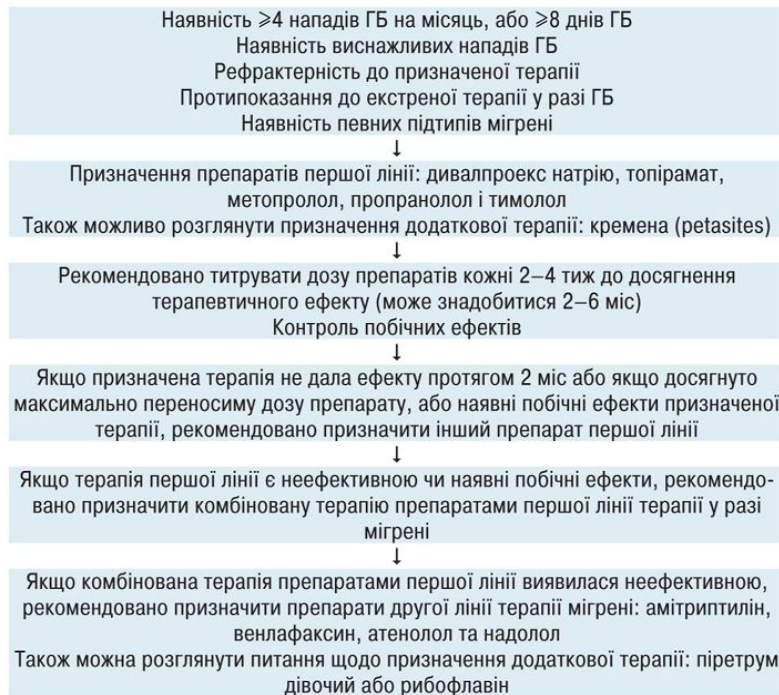 Наявність ⩾4 нападів ГБ на місяць, або ⩾8 днів ГБ
Наявність виснажливих нападів ГБ
Рефрактерність до призначеної терапії
Протипоказання до екстреної терапії у разі ГБ
Наявність певних підтипів мігрені
↓
Призначення препаратів першої лінії: дивалпроекс натрію, топірамат,
метопролол, пропранолол і тимолол
Також можливо розглянути призначення додаткової терапії: кремена (petasites)
↓
Рекомендовано титрувати дозу препаратів кожні 2–4 тиж до досягнення
терапевтичного ефекту (може знадобитися 2–6 міс)
Контроль побічних ефектів
↓
Якщо призначена терапія не дала ефекту протягом 2 міс або якщо досягнуто
максимально переносиму дозу препарату, або наявні побічні ефекти призначеної
терапії, рекомендовано призначити інший препарат першої лінії
↓
Якщо терапія першої лінії є неефективною чи наявні побічні ефекти, рекомендо-
вано призначити комбіновану терапію препаратами першої лінії терапії у разі
мігрені
↓
Якщо комбінована терапія препаратами першої лінії виявилася неефективною,
рекомендовано призначити препарати другої лінії терапії мігрені: амітриптилін,
венлафаксин, атенолол та надолол
Також можна розглянути питання щодо призначення додаткової терапії: піретрум
дівочий або рибофлавін